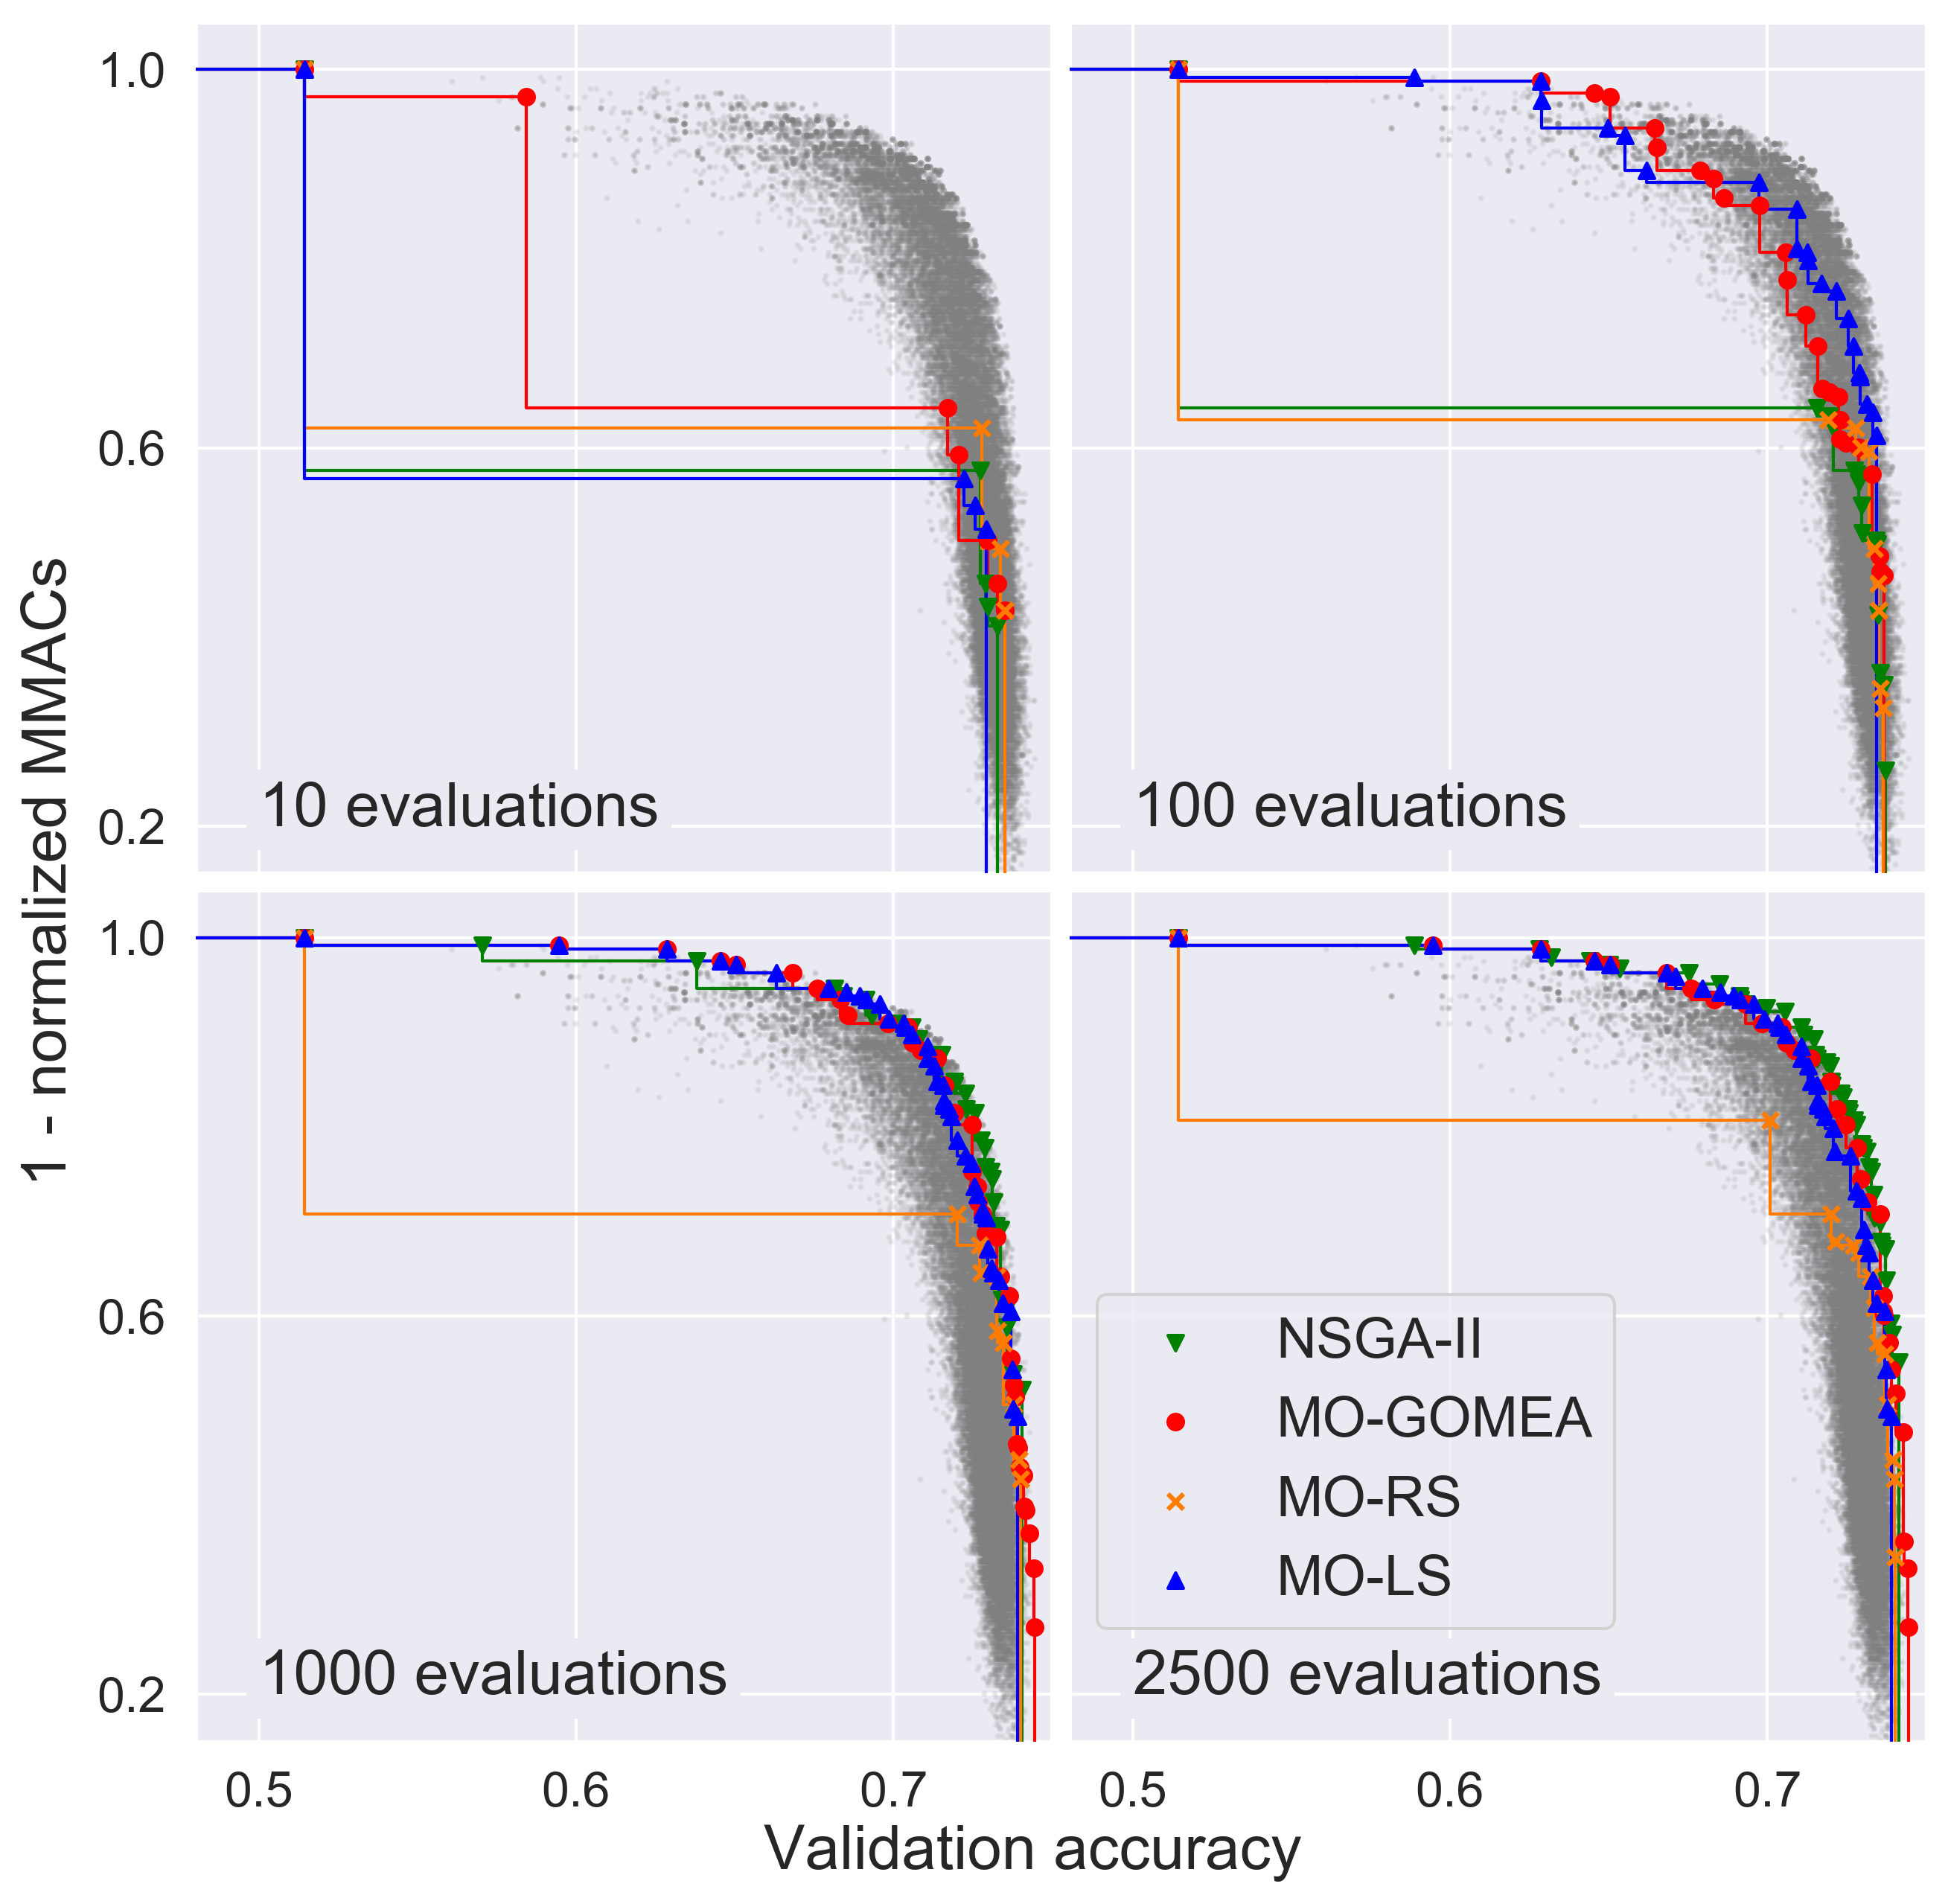 1.0
0.6
0.2
10 evaluations
100 evaluations
1 - normalized MMACs
1.0
0.6
0.2
1000 evaluations
2500 evaluations
NSGA-II
MO-GOMEA
MO-RS
MO-LS
0.5 0.6 0.7 0.5 0.6 0.7
Validation accuracy